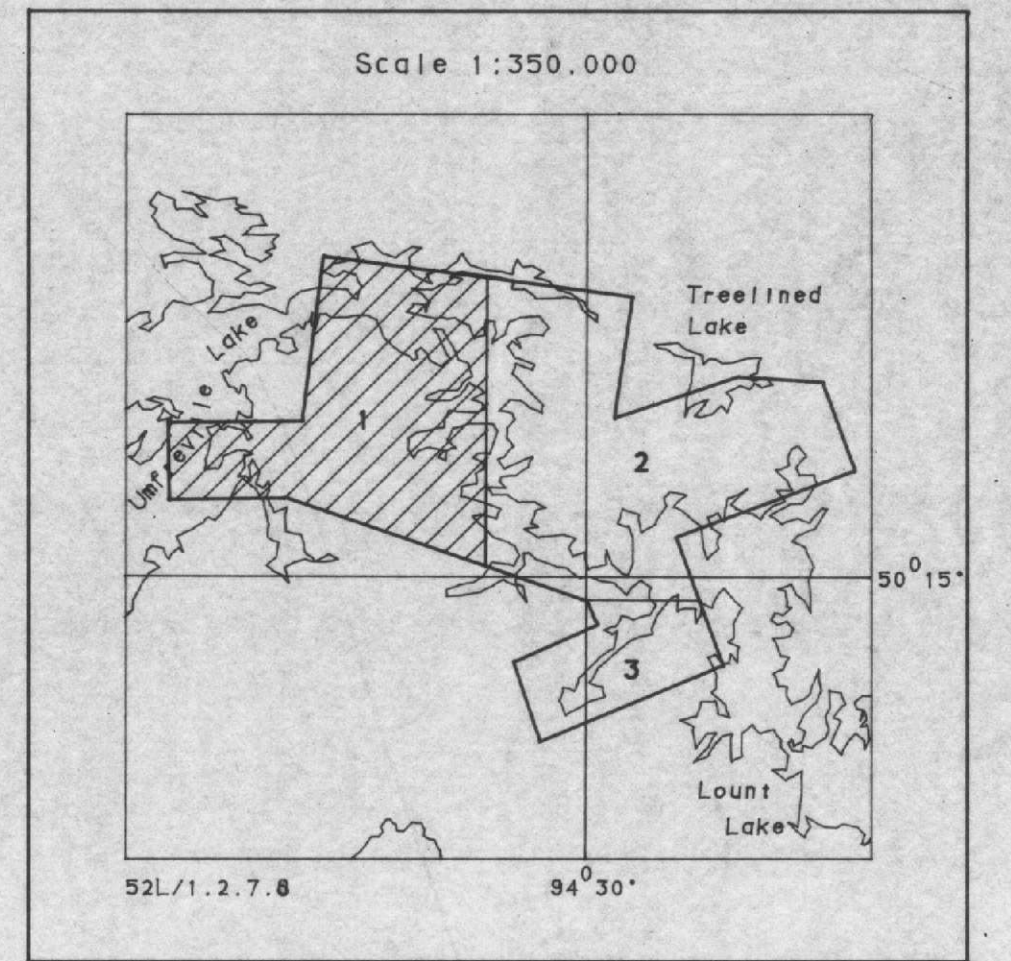 Scale 1:350,000
Treelined
Lake
Umfreville Lake
1
2
50° 15'
3
Lount
Lake
52L/1.2.7.8
94° 30'